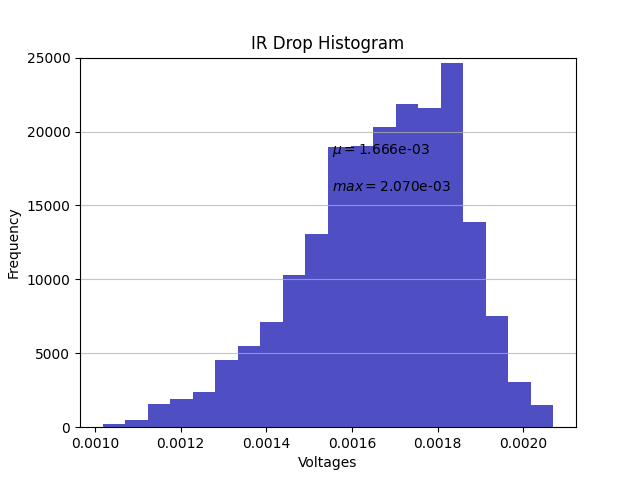 IR Drop Histogram
25000
20000
15000
10000
5000
0
Frequency
μ = 1.666e-03
max = 2.070e-03
0.0010 0.0012 0.0014 0.0016 0.0018 0.0020
Voltages